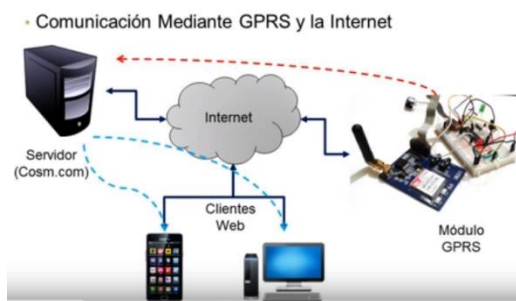 • Comunicación Mediante GPRS y la Internet
Internet
Servidor
(Cosm.com)
Clientes
Web
Módulo
GPRS